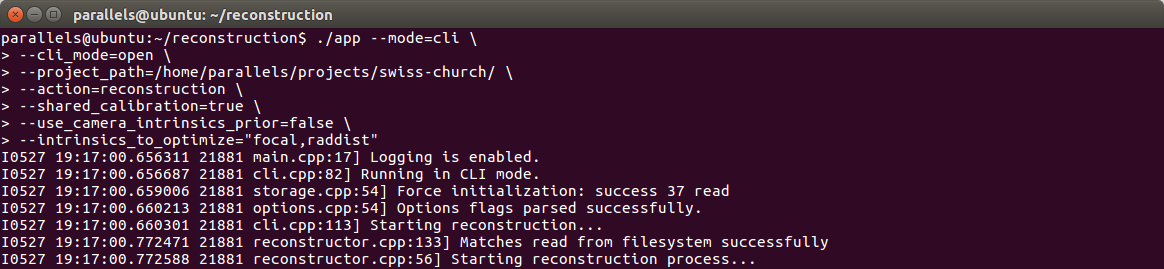 parallels@ubuntu: ~/reconstruction
parallels@ubuntu:~/reconstruction$ ./app --mode=cli \
> --cli_mode=open \
> --project_path=/home/parallels/projects/swiss-church/ \
> --action=reconstruction \
> --shared_calibration=true \
> --use_camera_intrinsics_prior=false \
> --intrinsics_to_optimize="focal,raddist"
I0527 19:17:00.656311 21881 main.cpp:17] Logging is enabled.
I0527 19:17:00.656687 21881 cli.cpp:82] Running in CLI mode.
I0527 19:17:00.659006 21881 storage.cpp:54] Force initialization: success 37 read
I0527 19:17:00.660213 21881 options.cpp:54] Options flags parsed successfully.
I0527 19:17:00.660301 21881 cli.cpp:113] Starting reconstruction...
I0527 19:17:00.772471 21881 reconstructor.cpp:133] Matches read from filesystem successfully
I0527 19:17:00.772588 21881 reconstructor.cpp:56] Starting reconstruction process...